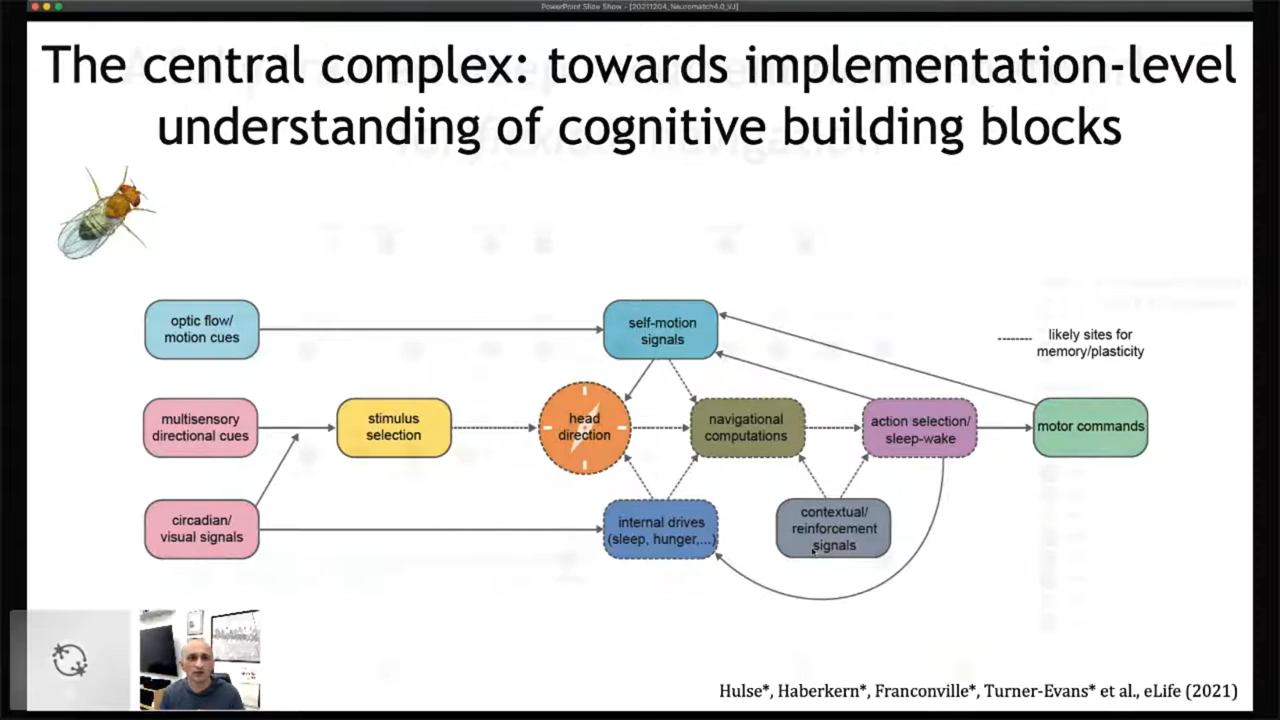 PowerPoint Slide Show - [20211204_Neuromatch4.0_VJ]
The central complex: towards implementation-level
understanding of cognitive building blocks
optic flow/
motion cues
self-motion
signals
likely sites for
memory/plasticity
multisensory
directional cues
stimulus
selection
head
direction
navigational
computations
action selection/
sleep-wake
motor commands
circadian/
visual signals
internal drives
(sleep, hunger,...)
contextual/
reinforcement
signals
Hulse*, Haberkern*, Franconville*, Turner-Evans* et al., eLife (2021)